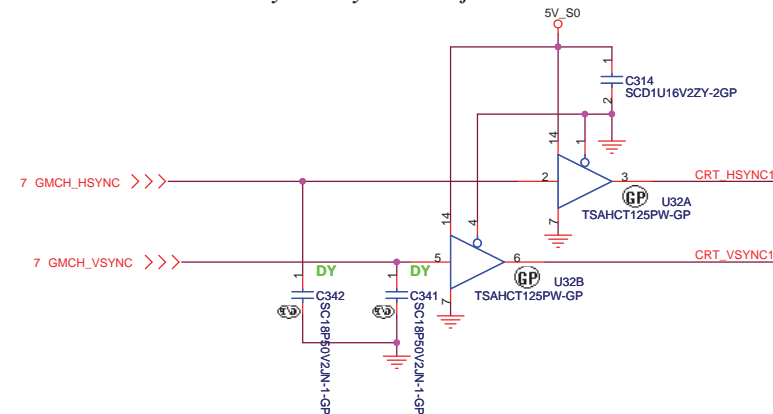 5V_S0
1
C314
SCD1U16V2ZY-2GP
2
14
1
7 GMCH_HSYNC
2
3
CRT_HSYNC1
GP
U32A
TSAHCT125PW-GP
7
14
4
7 GMCH_VSYNC
5
6
CRT_VSYNC1
DY
DY
GP
U32B
TSAHCT125PW-GP
7
1
C342
SC18P50V2JN-1-GP
1
C341
SC18P50V2JN-1-GP